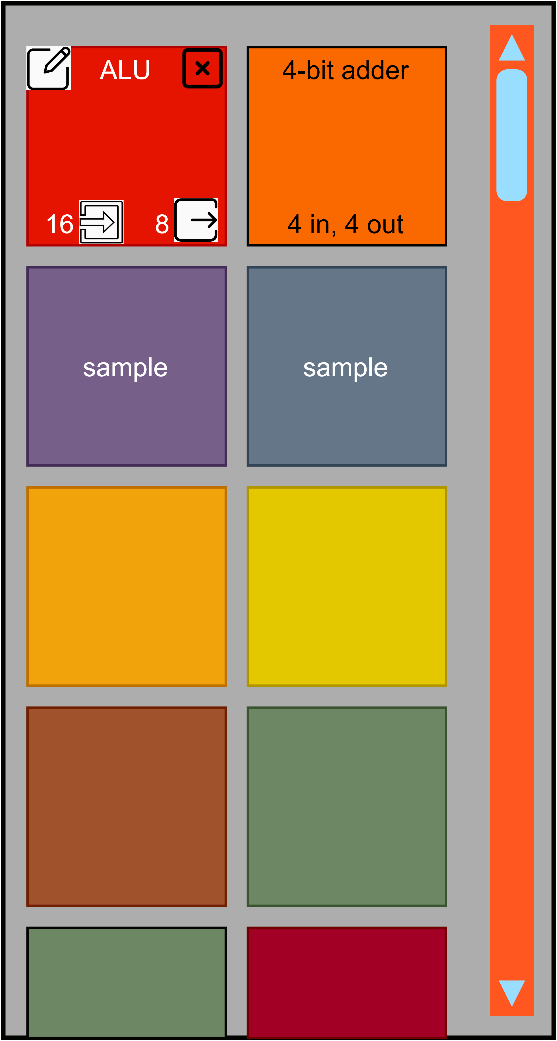 ALU
16
8
4-bit adder
4 in, 4 out
sample
sample